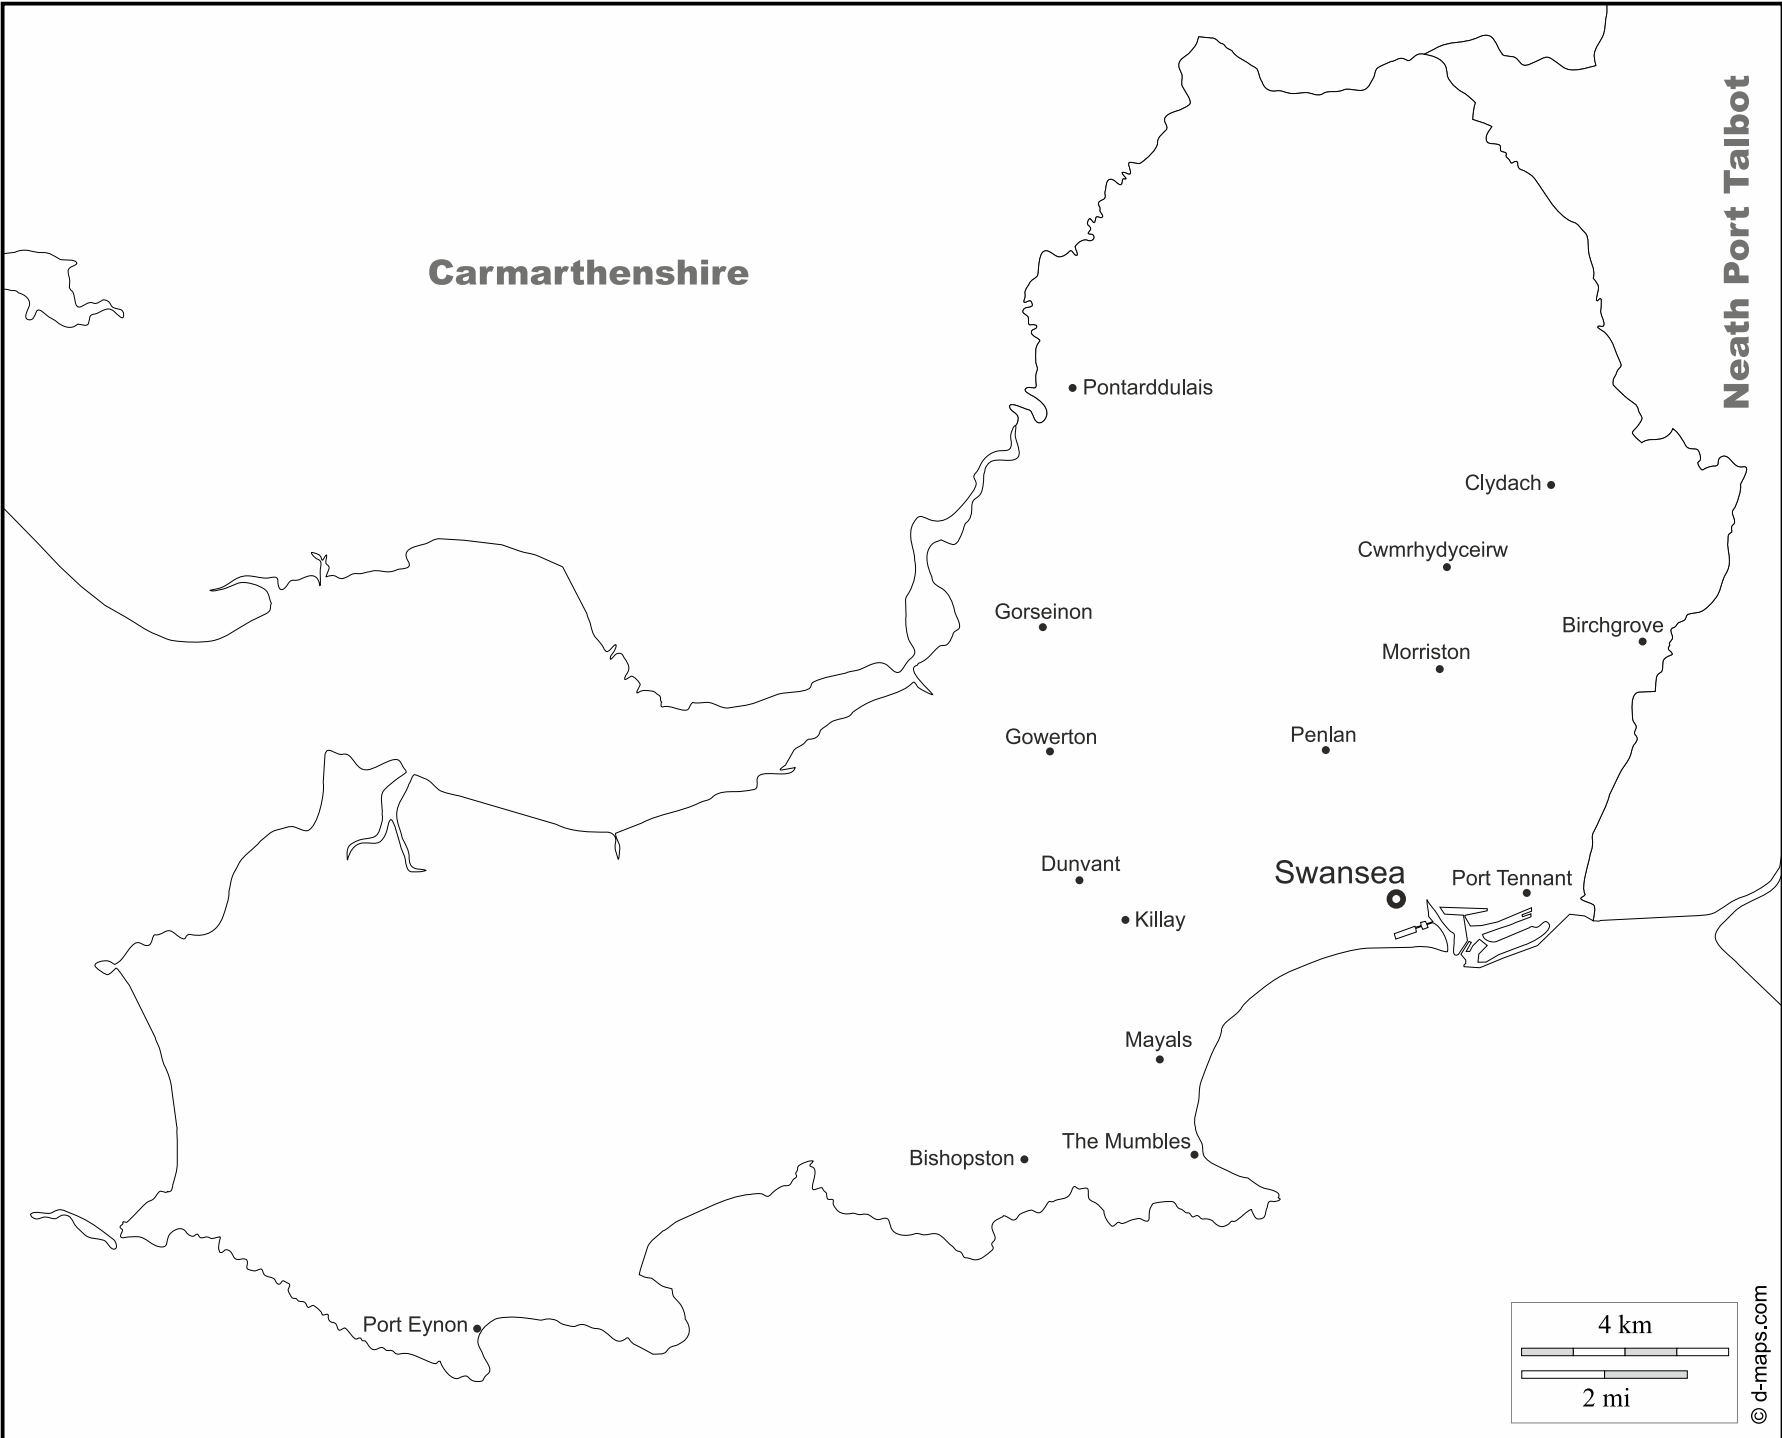 Neath Port Talbot
Carmarthenshire
Pontarddulais
Clydach
Cwmrhydyceirw
Gorseinon
Birchgrove
Morriston
Gowerton
Penlan
Dunvant
Swansea
Port Tennant
Killay
Mayals
The Mumbles
Bishopston
Port Eynon
4 km
2 mi
© d-maps.com